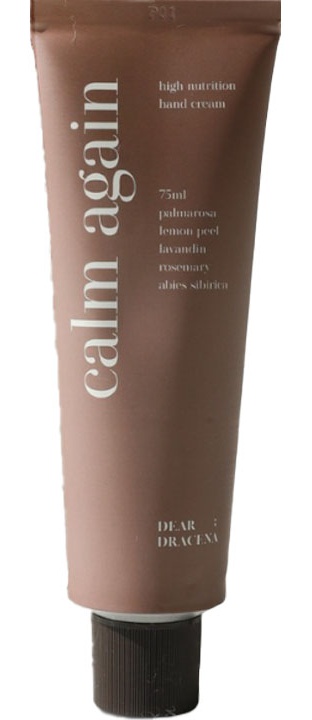 calm again
high nutrition
hand cream
75ml
palmarosa
lemon peel
lavandin
rosemary
abies sibirica
DEAR ;
DRACENA